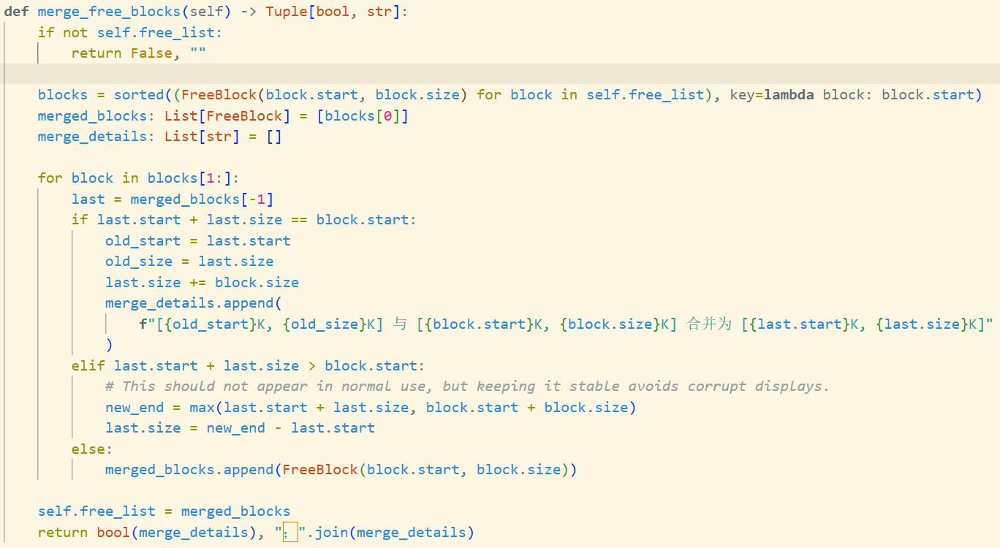 def merge_free_blocks(self) -> Tuple[bool, str]:
    if not self.free_list:
        return False, ""

    blocks = sorted((FreeBlock(block.start, block.size) for block in self.free_list), key=lambda block: block.start)
    merged_blocks: List[FreeBlock] = [blocks[0]]
    merge_details: List[str] = []

    for block in blocks[1:]:
        last = merged_blocks[-1]
        if last.start + last.size == block.start:
            old_start = last.start
            old_size = last.size
            last.size += block.size
            merge_details.append(
                f"[{old_start}K, {old_size}K] 与 [{block.start}K, {block.size}K] 合并为 [{last.start}K, {last.size}K]"
            )
        elif last.start + last.size > block.start:
            # This should not appear in normal use, but keeping it stable avoids corrupt displays.
            new_end = max(last.start + last.size, block.start + block.size)
            last.size = new_end - last.start
        else:
            merged_blocks.append(FreeBlock(block.start, block.size))

    self.free_list = merged_blocks
    return bool(merge_details), "；".join(merge_details)